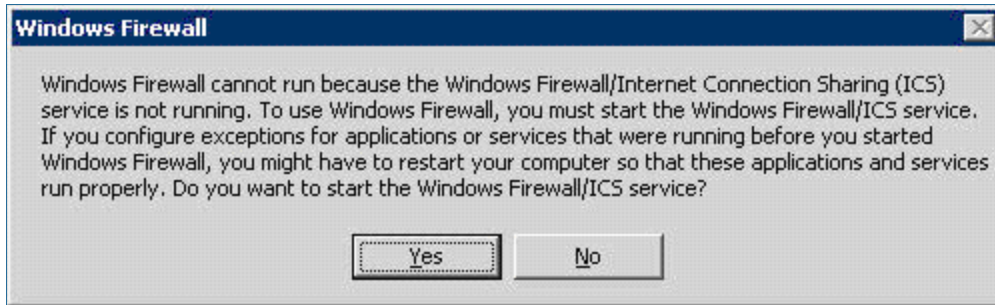 Windows Firewall
Windows Firewall cannot run because the Windows Firewall/Internet Connection Sharing (ICS)
service is not running. To use Windows Firewall, you must start the Windows Firewall/ICS service.
If you configure exceptions for applications or services that were running before you started
Windows Firewall, you might have to restart your computer so that these applications and services
run properly. Do you want to start the Windows Firewall/ICS service?
Yes No